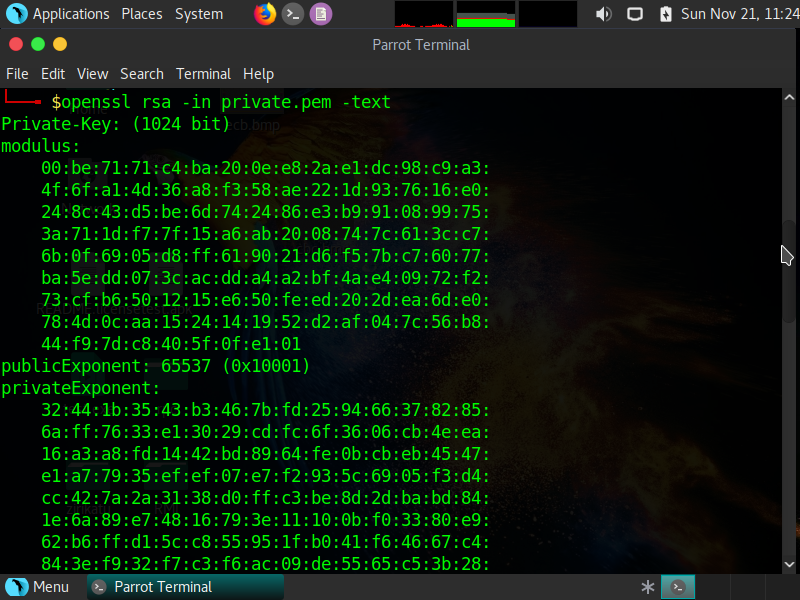 Applications Places System
Sun Nov 21, 11:24
Parrot Terminal
File Edit View Search Terminal Help
$openssl rsa -in private.pem -text
Private-Key: (1024 bit)
modulus:
00:be:71:71:c4:ba:20:0e:e8:2a:e1:dc:98:c9:a3:
4f:6f:a1:4d:36:a8:f3:58:ae:22:1d:93:76:16:e0:
24:8c:43:d5:be:6d:74:24:86:e3:b9:91:08:99:75:
3a:71:1d:f7:7f:15:a6:ab:20:08:74:7c:61:3c:c7:
6b:0f:69:05:d8:ff:61:90:21:d6:f5:7b:c7:60:77:
ba:5e:dd:07:3c:ac:dd:a4:a2:bf:4a:e4:09:72:f2:
73:cf:b6:50:12:15:e6:50:fe:ed:20:2d:ea:6d:e0:
78:4d:0c:aa:15:24:14:19:52:d2:af:04:7c:56:b8:
44:f9:7d:c8:40:5f:0f:e1:01
publicExponent: 65537 (0x10001)
privateExponent:
32:44:1b:35:43:b3:46:7b:fd:25:94:66:37:82:85:
6a:ff:76:33:e1:30:29:cd:fc:6f:36:06:cb:4e:ea:
16:a3:a8:fd:14:42:bd:89:64:fe:0b:cb:eb:45:47:
e1:a7:79:35:ef:ef:07:e7:f2:93:5c:69:05:f3:d4:
cc:42:7a:2a:31:38:d0:ff:c3:be:8d:2d:ba:bd:84:
1e:6a:89:e7:48:16:79:3e:11:10:0b:f0:33:80:e9:
62:b6:ff:d1:5c:c8:55:95:1f:b0:41:f6:46:67:c4:
84:3e:f9:32:f7:c3:f6:ac:09:de:55:65:c5:3b:28:
Menu Parrot Terminal